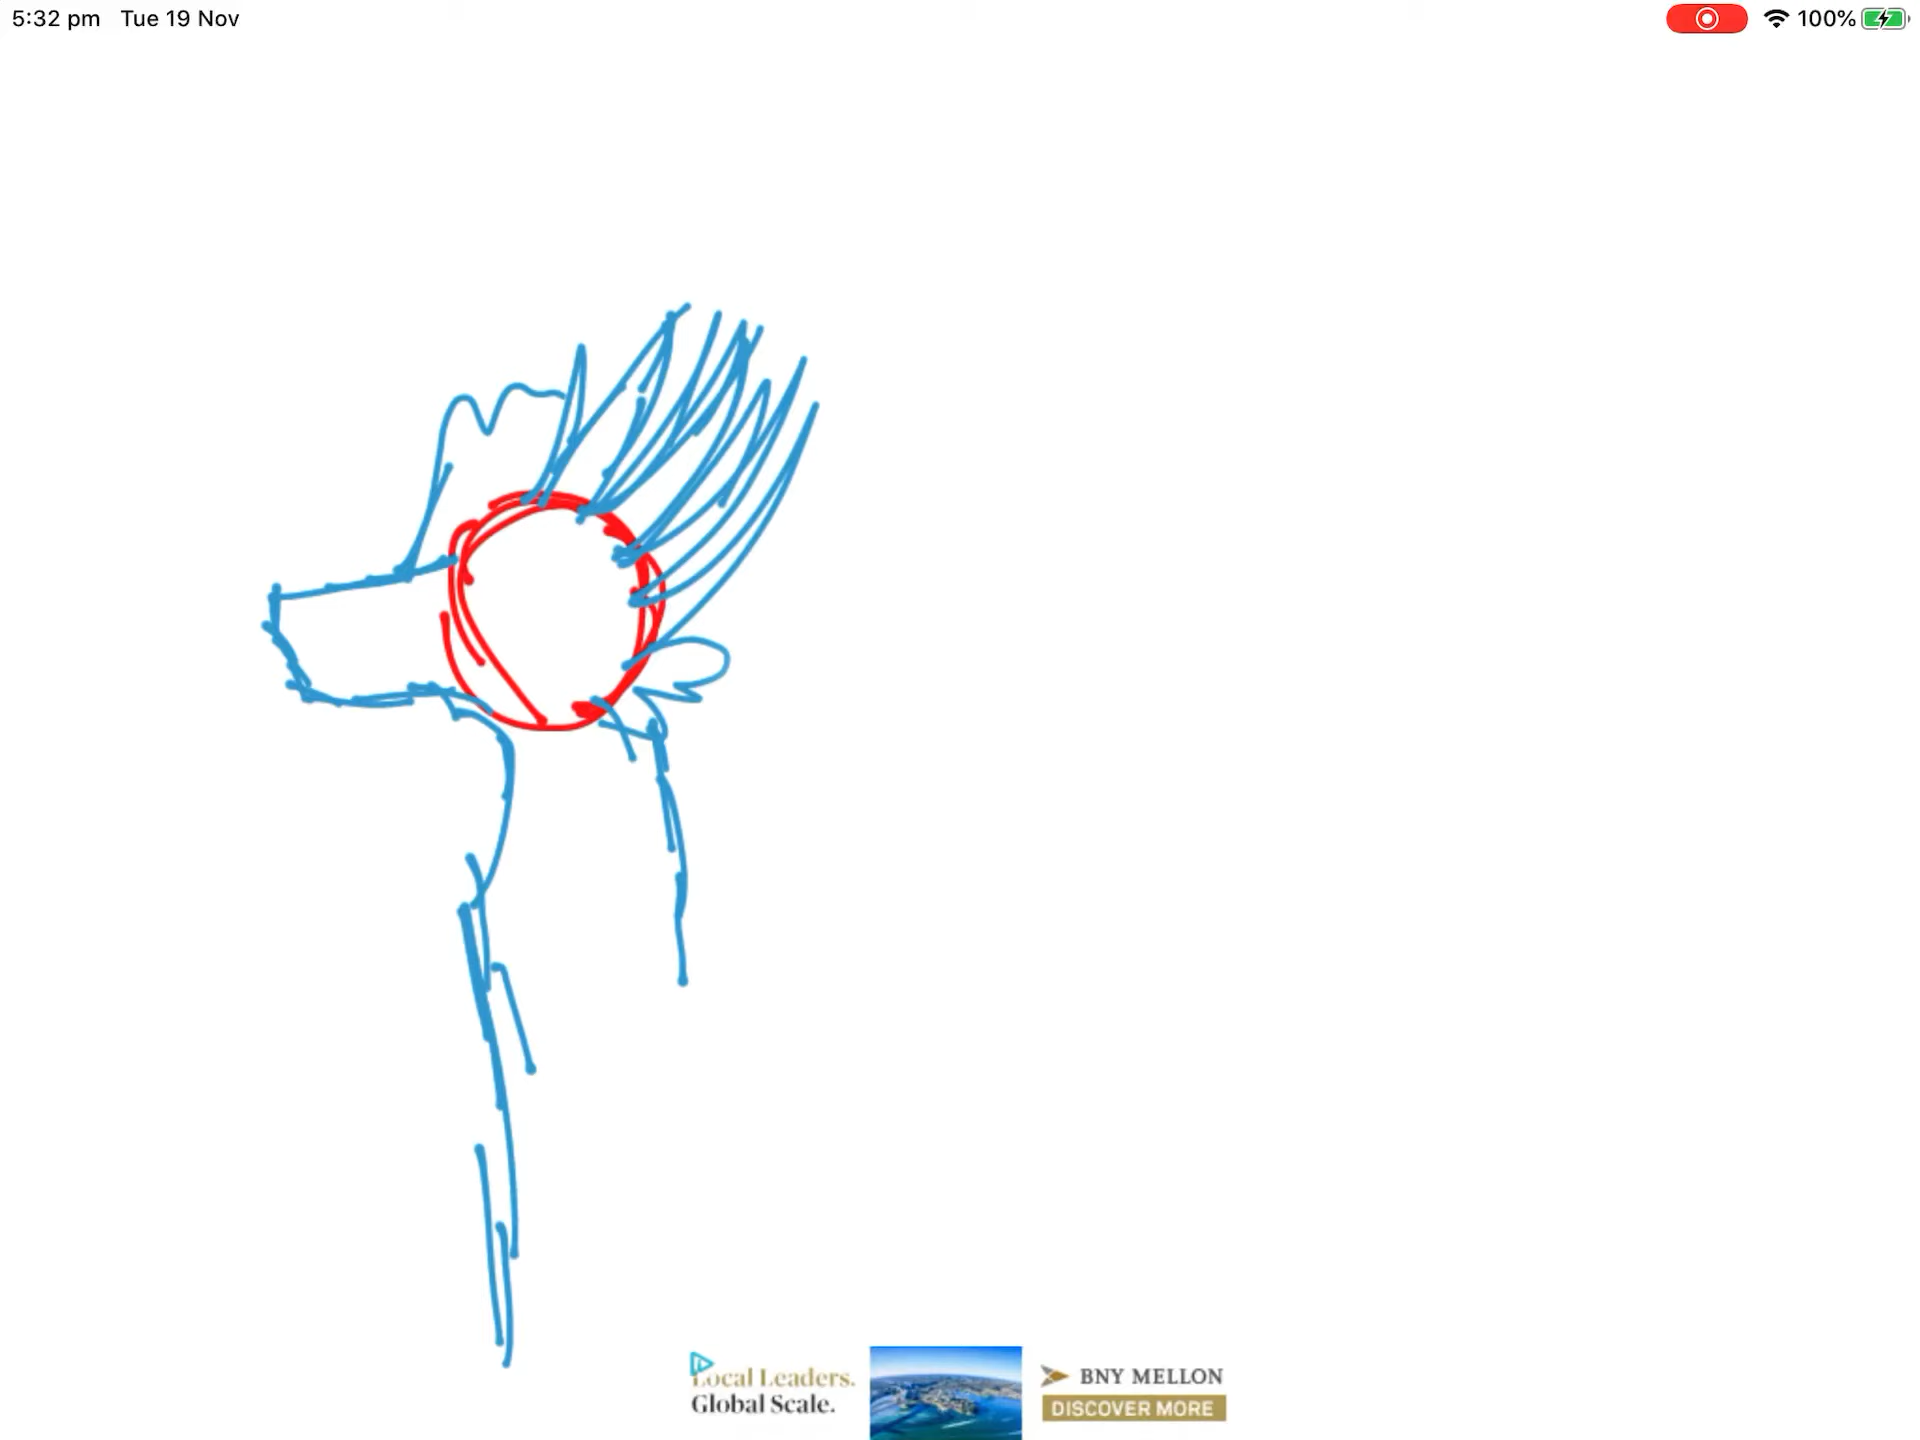 5:32 pm Tue 19 Nov
100%
Local Leaders.
Global Scale.
BNY MELLON
DISCOVER MORE